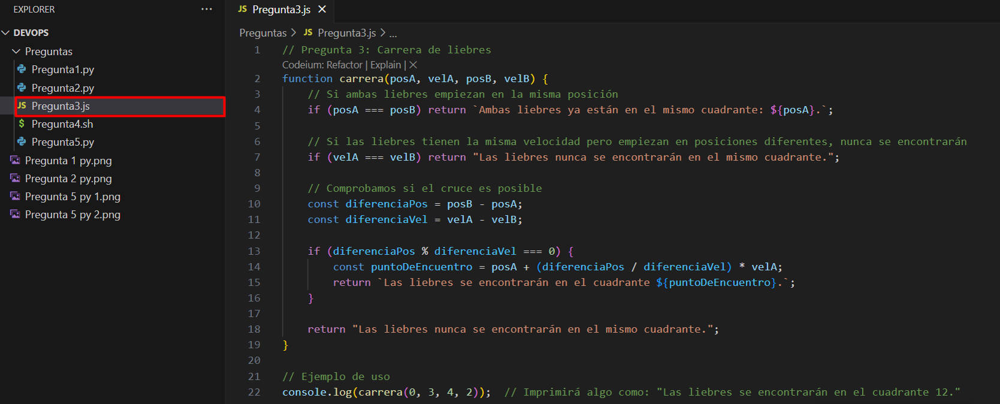 EXPLORER
DEVOPS
Preguntas
Pregunta1.py
Pregunta2.py
JS Pregunta3.js
$ Pregunta4.sh
Pregunta5.py
Pregunta 1 py.png
Pregunta 2 py.png
Pregunta 5 py 1.png
Pregunta 5 py 2.png
JS Pregunta3.js
Preguntas > JS Pregunta3.js > ...
1 // Pregunta 3: Carrera de liebres
Codeium: Refactor | Explain | ×
2 function carrera(posA, velA, posB, velB) {
3     // Si ambas liebres empiezan en la misma posición
4     if (posA === posB) return `Ambas liebres ya están en el mismo cuadrante: ${posA}.`;
5
6     // Si las liebres tienen la misma velocidad pero empiezan en posiciones diferentes, nunca se encontrarán
7     if (velA === velB) return "Las liebres nunca se encontrarán en el mismo cuadrante.";
8
9     // Comprobamos si el cruce es posible
10     const diferenciaPos = posB - posA;
11     const diferenciaVel = velA - velB;
12
13     if (diferenciaPos % diferenciaVel === 0) {
14         const puntoDeEncuentro = posA + (diferenciaPos / diferenciaVel) * velA;
15         return `Las liebres se encontrarán en el cuadrante ${puntoDeEncuentro}.`;
16     }
17
18     return "Las liebres nunca se encontrarán en el mismo cuadrante.";
19 }
20
21 // Ejemplo de uso
22 console.log(carrera(0, 3, 4, 2));  // Imprimirá algo como: "Las liebres se encontrarán en el cuadrante 12."